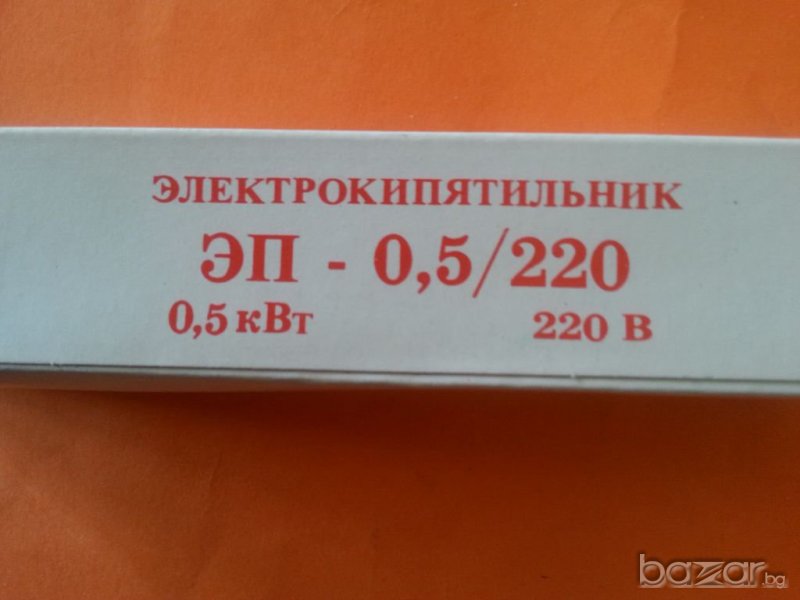 ЭЛЕКТРОКИПЯТИЛЬНИК
ЭП - 0,5/220
0,5 кВт 220 В
bazar.bg